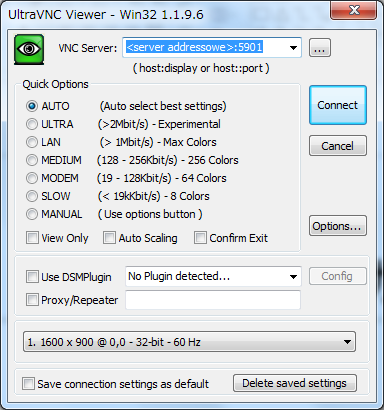 UltraVNC Viewer - Win32 1.1.9.6
VNC Server: <server addressowe>:5901 ...
( host:display or host::port )
Quick Options
AUTO (Auto select best settings) Connect
ULTRA (>2Mbit/s) - Experimental
LAN (> 1Mbit/s) - Max Colors Cancel
MEDIUM (128 - 256Kbit/s) - 256 Colors
MODEM (19 - 128Kbit/s) - 64 Colors
SLOW (< 19kKbit/s) - 8 Colors
MANUAL ( Use options button ) Options...
View Only Auto Scaling Confirm Exit
Use DSMPlugin No Plugin detected... Config
Proxy/Repeater
1. 1600 x 900 @ 0,0 - 32-bit - 60 Hz
Save connection settings as default Delete saved settings